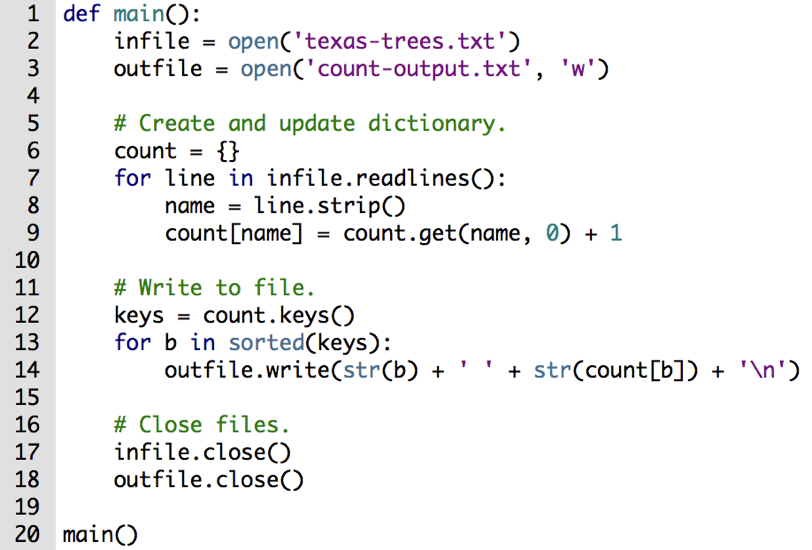 1 def main():
2     infile = open('texas-trees.txt')
3     outfile = open('count-output.txt', 'w')
4
5     # Create and update dictionary.
6     count = {}
7     for line in infile.readlines():
8         name = line.strip()
9         count[name] = count.get(name, 0) + 1
10
11     # Write to file.
12     keys = count.keys()
13     for b in sorted(keys):
14         outfile.write(str(b) + ' ' + str(count[b]) + '\n')
15
16     # Close files.
17     infile.close()
18     outfile.close()
19
20 main()